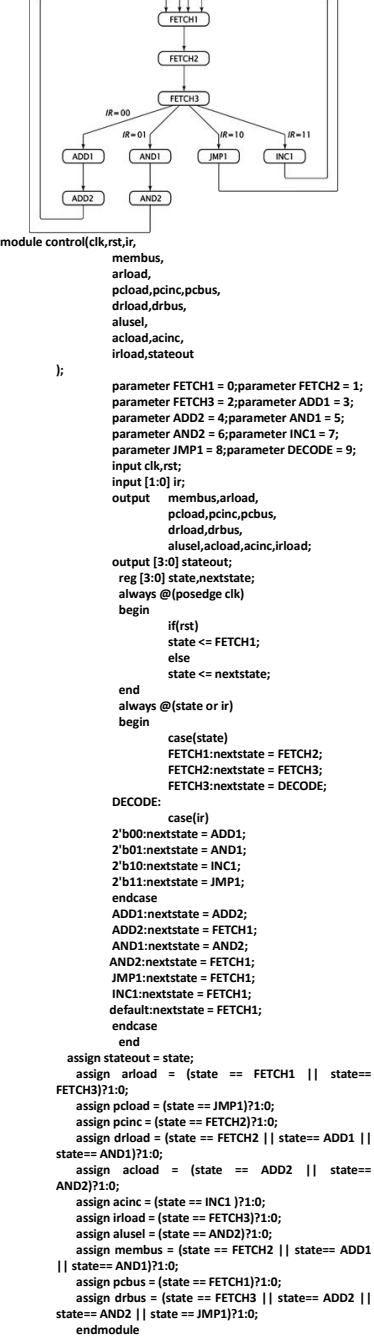 FETCH1
FETCH2
FETCH3
IR=00
IR=01
IR=10
IR=11
ADD1
AND1
JMP1
INC1
ADD2
AND2
module control(clk,rst,ir,
membus,
arload,
pcload,pcinc,pcbus,
drload,drbus,
alusel,
acload,acinc,
irload,stateout
);
parameter FETCH1 = 0;parameter FETCH2 = 1;
parameter FETCH3 = 2;parameter ADD1 = 3;
parameter ADD2 = 4;parameter AND1 = 5;
parameter AND2 = 6;parameter INC1 = 7;
parameter JMP1 = 8;parameter DECODE = 9;
input clk,rst;
input [1:0] ir;
output membus,arload,
pcload,pcinc,pcbus,
drload,drbus,
alusel,acload,acinc,irload;
output [3:0] stateout;
reg [3:0] state,nextstate;
always @(posedge clk)
begin
if(rst)
state <= FETCH1;
else
state <= nextstate;
end
always @(state or ir)
begin
case(state)
FETCH1:nextstate = FETCH2;
FETCH2:nextstate = FETCH3;
FETCH3:nextstate = DECODE;
DECODE:
case(ir)
2'b00:nextstate = ADD1;
2'b01:nextstate = AND1;
2'b10:nextstate = INC1;
2'b11:nextstate = JMP1;
endcase
ADD1:nextstate = ADD2;
ADD2:nextstate = FETCH1;
AND1:nextstate = AND2;
AND2:nextstate = FETCH1;
JMP1:nextstate = FETCH1;
INC1:nextstate = FETCH1;
default:nextstate = FETCH1;
endcase
end
assign stateout = state;
assign arload = (state == FETCH1 || state==
FETCH3)?1:0;
assign pcload = (state == JMP1)?1:0;
assign pcinc = (state == FETCH2)?1:0;
assign drload = (state == FETCH2 || state== ADD1 ||
state== AND1)?1:0;
assign acload = (state == ADD2 || state==
AND2)?1:0;
assign acinc = (state == INC1 )?1:0;
assign irload = (state == FETCH3)?1:0;
assign alusel = (state == AND2)?1:0;
assign membus = (state == FETCH2 || state== ADD1
|| state== AND1)?1:0;
assign pcbus = (state == FETCH1)?1:0;
assign drbus = (state == FETCH3 || state== ADD2 ||
state== AND2 || state == JMP1)?1:0;
endmodule